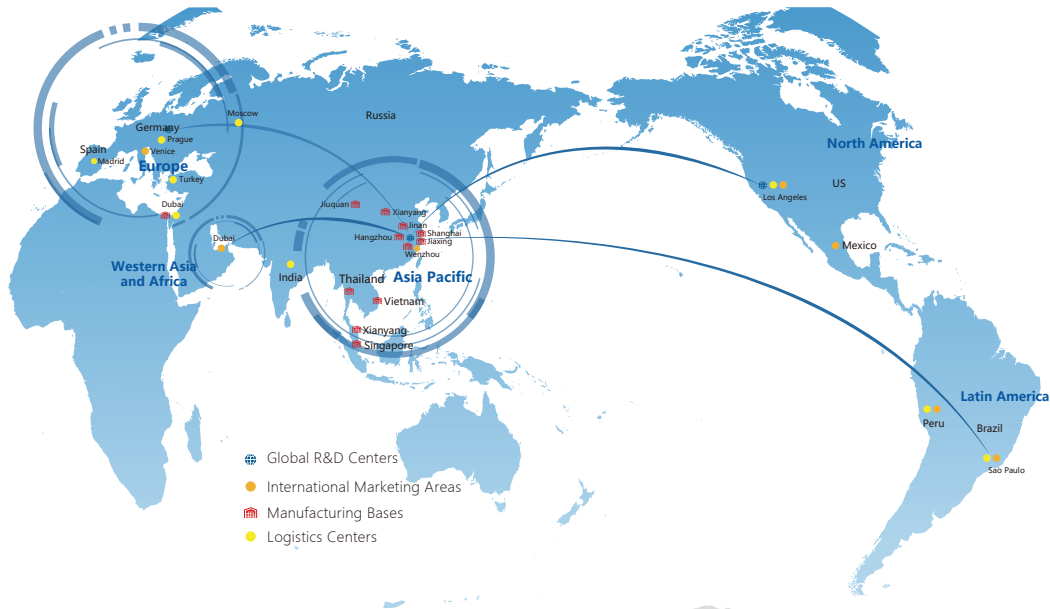 Russia
North America
US
Los Angeles
Mexico
Moscow
Germany
Prague
Spain
Venice
Madrid
Europe
Turkey
Dubai
Dubai
Western Asia
and Africa
Jiuquan
Xianyang
Jinan
Shanghai
Hangzhou
Jiaxing
Wenzhou
India
Thailand
Asia Pacific
Vietnam
Xianyang
Singapore
Latin America
Peru
Brazil
Sao Paulo
Global R&D Centers
International Marketing Areas
Manufacturing Bases
Logistics Centers